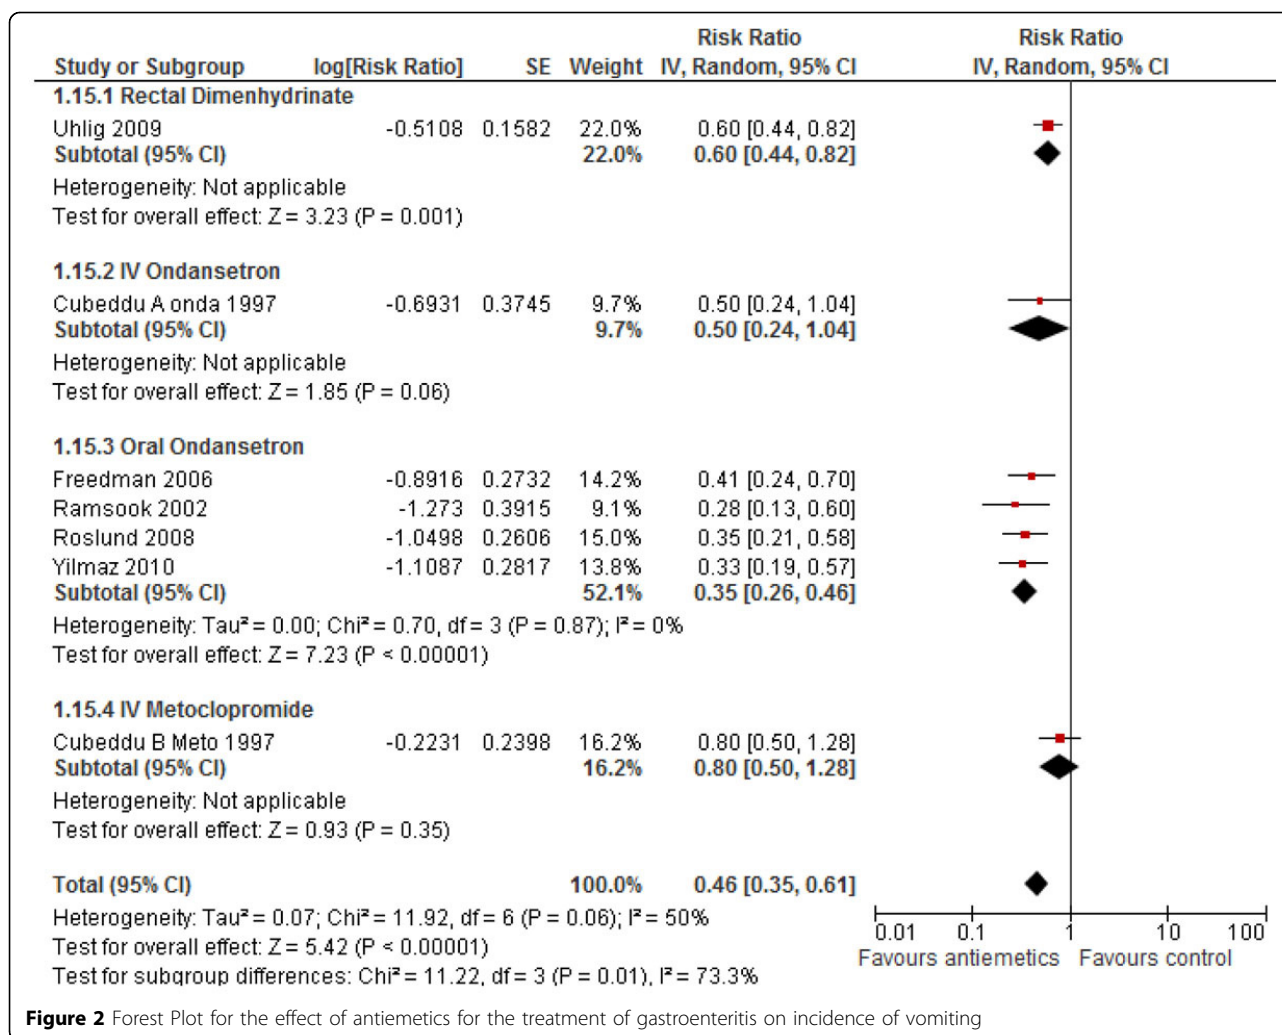 Risk Ratio Risk Ratio
Study or Subgroup log[Risk Ratio] SE Weight IV, Random, 95% CI IV, Random, 95% CI
1.15.1 Rectal Dimenhydrinate
Uhlig 2009 -0.5108 0.1582 22.0% 0.60 [0.44, 0.82]
Subtotal (95% CI) 22.0% 0.60 [0.44, 0.82]
Heterogeneity: Not applicable
Test for overall effect: Z = 3.23 (P = 0.001)
1.15.2 IV Ondansetron
Cubeddu A onda 1997 -0.6931 0.3745 9.7% 0.50 [0.24, 1.04]
Subtotal (95% CI) 9.7% 0.50 [0.24, 1.04]
Heterogeneity: Not applicable
Test for overall effect: Z = 1.85 (P = 0.06)
1.15.3 Oral Ondansetron
Freedman 2006 -0.8916 0.2732 14.2% 0.41 [0.24, 0.70]
Ramsook 2002 -1.273 0.3915 9.1% 0.28 [0.13, 0.60]
Roslund 2008 -1.0498 0.2606 15.0% 0.35 [0.21, 0.58]
Yilmaz 2010 -1.1087 0.2817 13.8% 0.33 [0.19, 0.57]
Subtotal (95% CI) 52.1% 0.35 [0.26, 0.46]
Heterogeneity: Tau² = 0.00; Chi² = 0.70, df = 3 (P = 0.87); I² = 0%
Test for overall effect: Z = 7.23 (P < 0.00001)
1.15.4 IV Metoclopromide
Cubeddu B Meto 1997 -0.2231 0.2398 16.2% 0.80 [0.50, 1.28]
Subtotal (95% CI) 16.2% 0.80 [0.50, 1.28]
Heterogeneity: Not applicable
Test for overall effect: Z = 0.93 (P = 0.35)
Total (95% CI) 100.0% 0.46 [0.35, 0.61]
Heterogeneity: Tau² = 0.07; Chi² = 11.92, df = 6 (P = 0.06); I² = 50%
Test for overall effect: Z = 5.42 (P < 0.00001)
Test for subgroup differences: Chi² = 11.22, df = 3 (P = 0.01), I² = 73.3%
0.01 0.1 1 10 100
Favours antiemetics Favours control
Figure 2 Forest Plot for the effect of antiemetics for the treatment of gastroenteritis on incidence of vomiting